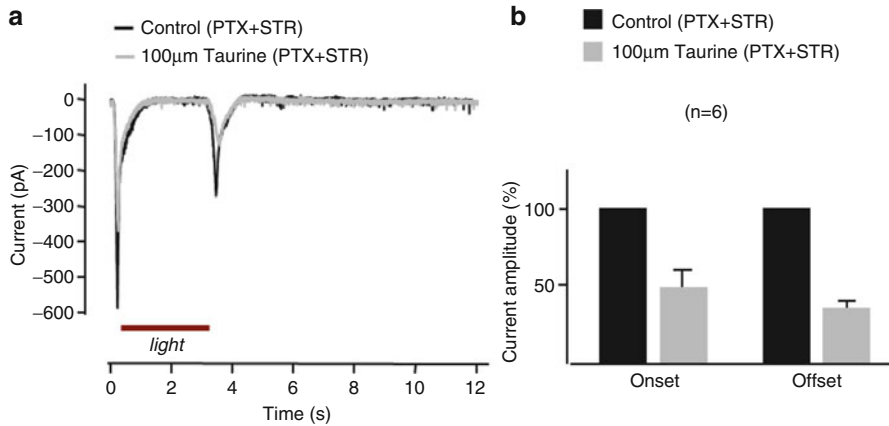 a
Control (PTX+STR)
100μm Taurine (PTX+STR)
Current (pA)
0
–100
–200
–300
–400
–500
–600
light
0 2 4 6 8 10 12
Time (s)
b
Control (PTX+STR)
100μm Taurine (PTX+STR)
(n=6)
Current amplitude (%)
100
50
Onset Offset